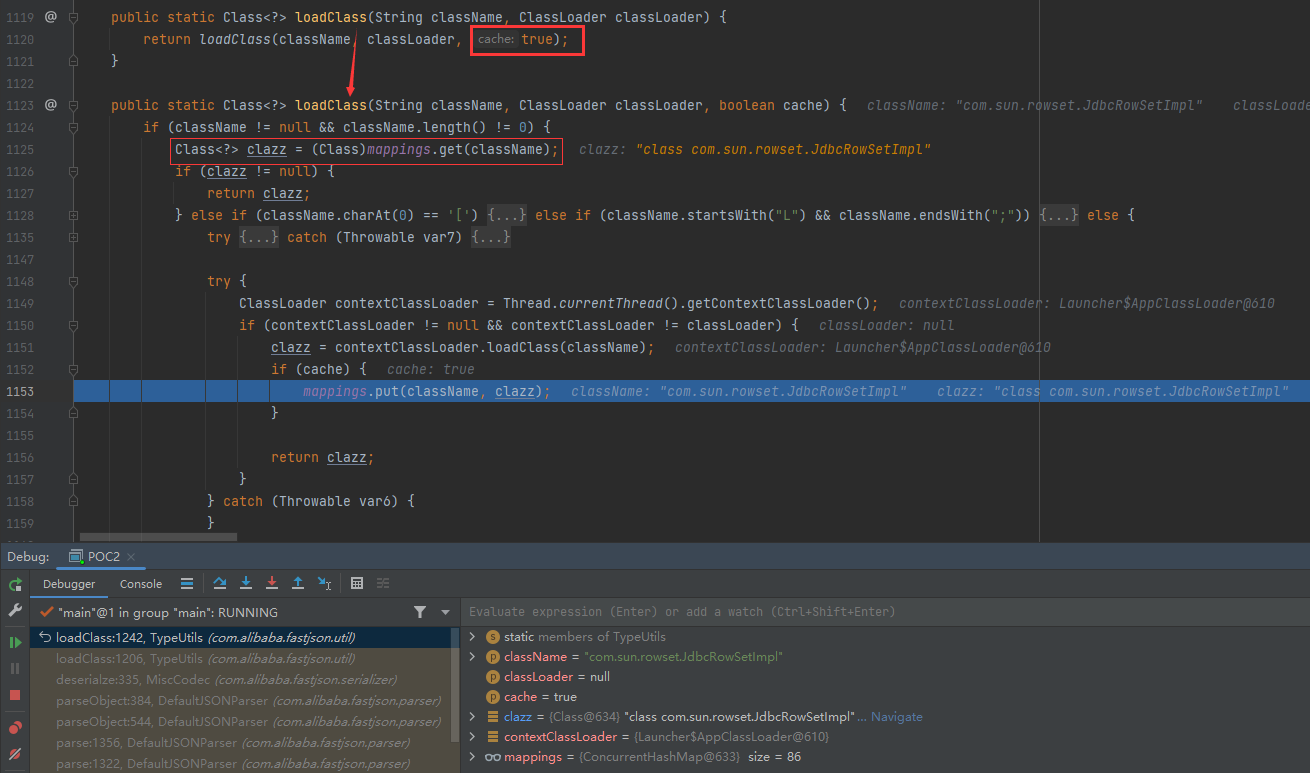 1119 @ public static Class<?> loadClass(String className, ClassLoader classLoader) {
1120 return loadClass(className, classLoader, cache: true);
1121 }
1122
1123 @ public static Class<?> loadClass(String className, ClassLoader classLoader, boolean cache) { className: "com.sun.rowset.JdbcRowSetImpl" classLoa
1124 if (className != null && className.length() != 0) {
1125 Class<?> clazz = (Class)mappings.get(className); clazz: "class com.sun.rowset.JdbcRowSetImpl"
1126 if (clazz != null) {
1127 return clazz;
1128 } else if (className.charAt(0) == '[') {...} else if (className.startsWith("L") && className.endsWith(";")) {...} else {
1135 try {...} catch (Throwable var7) {...}
1147
1148 try {
1149 ClassLoader contextClassLoader = Thread.currentThread().getContextClassLoader(); contextClassLoader: Launcher$AppClassLoader@610
1150 if (contextClassLoader != null && contextClassLoader != classLoader) { classLoader: null
1151 clazz = contextClassLoader.loadClass(className); contextClassLoader: Launcher$AppClassLoader@610
1152 if (cache) { cache: true
1153 mappings.put(className, clazz); className: "com.sun.rowset.JdbcRowSetImpl" clazz: "class com.sun.rowset.JdbcRowSetImpl"
1154 }
1155
1156 return clazz;
1157 }
1158 } catch (Throwable var6) {
1159 }
Debug: POC2
Debugger Console
"main"@1 in group "main": RUNNING
loadClass:1242, TypeUtils (com.alibaba.fastjson.util)
loadClass:1206, TypeUtils (com.alibaba.fastjson.util)
deserialze:335, MiscCodec (com.alibaba.fastjson.serializer)
parseObject:384, DefaultJSONParser (com.alibaba.fastjson.parser)
parseObject:544, DefaultJSONParser (com.alibaba.fastjson.parser)
parse:1356, DefaultJSONParser (com.alibaba.fastjson.parser)
parse:1322, DefaultJSONParser (com.alibaba.fastjson.parser)
Evaluate expression (Enter) or add a watch (Ctrl+Shift+Enter)
static members of TypeUtils
className = "com.sun.rowset.JdbcRowSetImpl"
classLoader = null
cache = true
clazz = {Class@634} "class com.sun.rowset.JdbcRowSetImpl"... Navigate
contextClassLoader = {Launcher$AppClassLoader@610}
mappings = {ConcurrentHashMap@633} size = 86